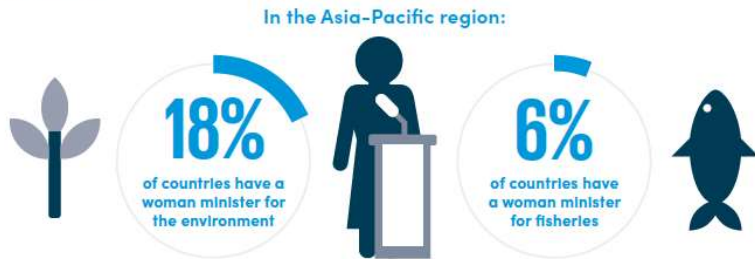 In the Asia-Pacific region:
18%
of countries have a
woman minister for
the environment
6%
of countries have
a woman minister
for fisheries